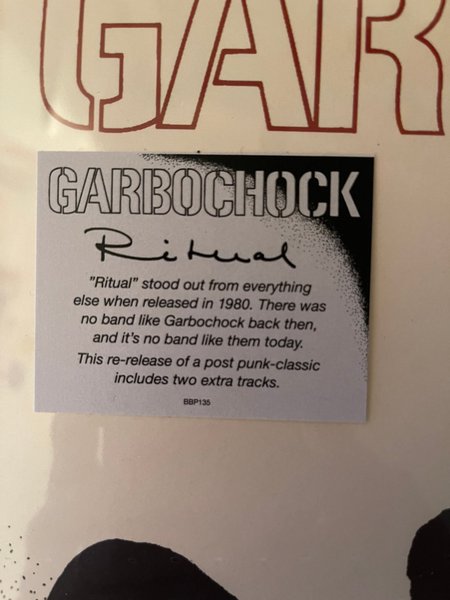 GAR
GARBOCHOCK
Ritual
"Ritual" stood out from everything
else when released in 1980. There was
no band like Garbochock back then,
and it's no band like them today.
This re-release of a post punk-classic
includes two extra tracks.
BBP135